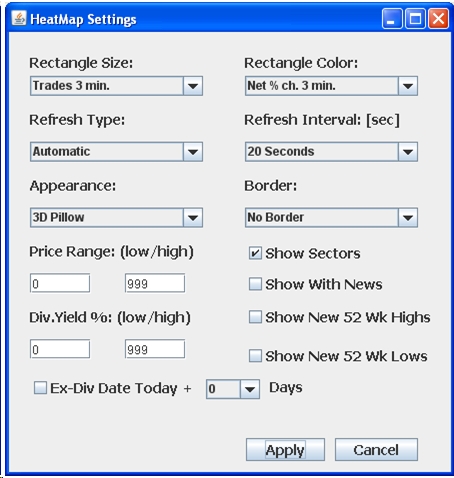 HeatMap Settings
Rectangle Size: Rectangle Color:
Trades 3 min. Net % ch. 3 min.
Refresh Type: Refresh Interval: [sec]
Automatic 20 Seconds
Appearance: Border:
3D Pillow No Border
Price Range: (low/high) Show Sectors
0 999 Show With News
Div.Yield %: (low/high) Show New 52 Wk Highs
0 999 Show New 52 Wk Lows
Ex-Div Date Today + 0 Days
Apply Cancel